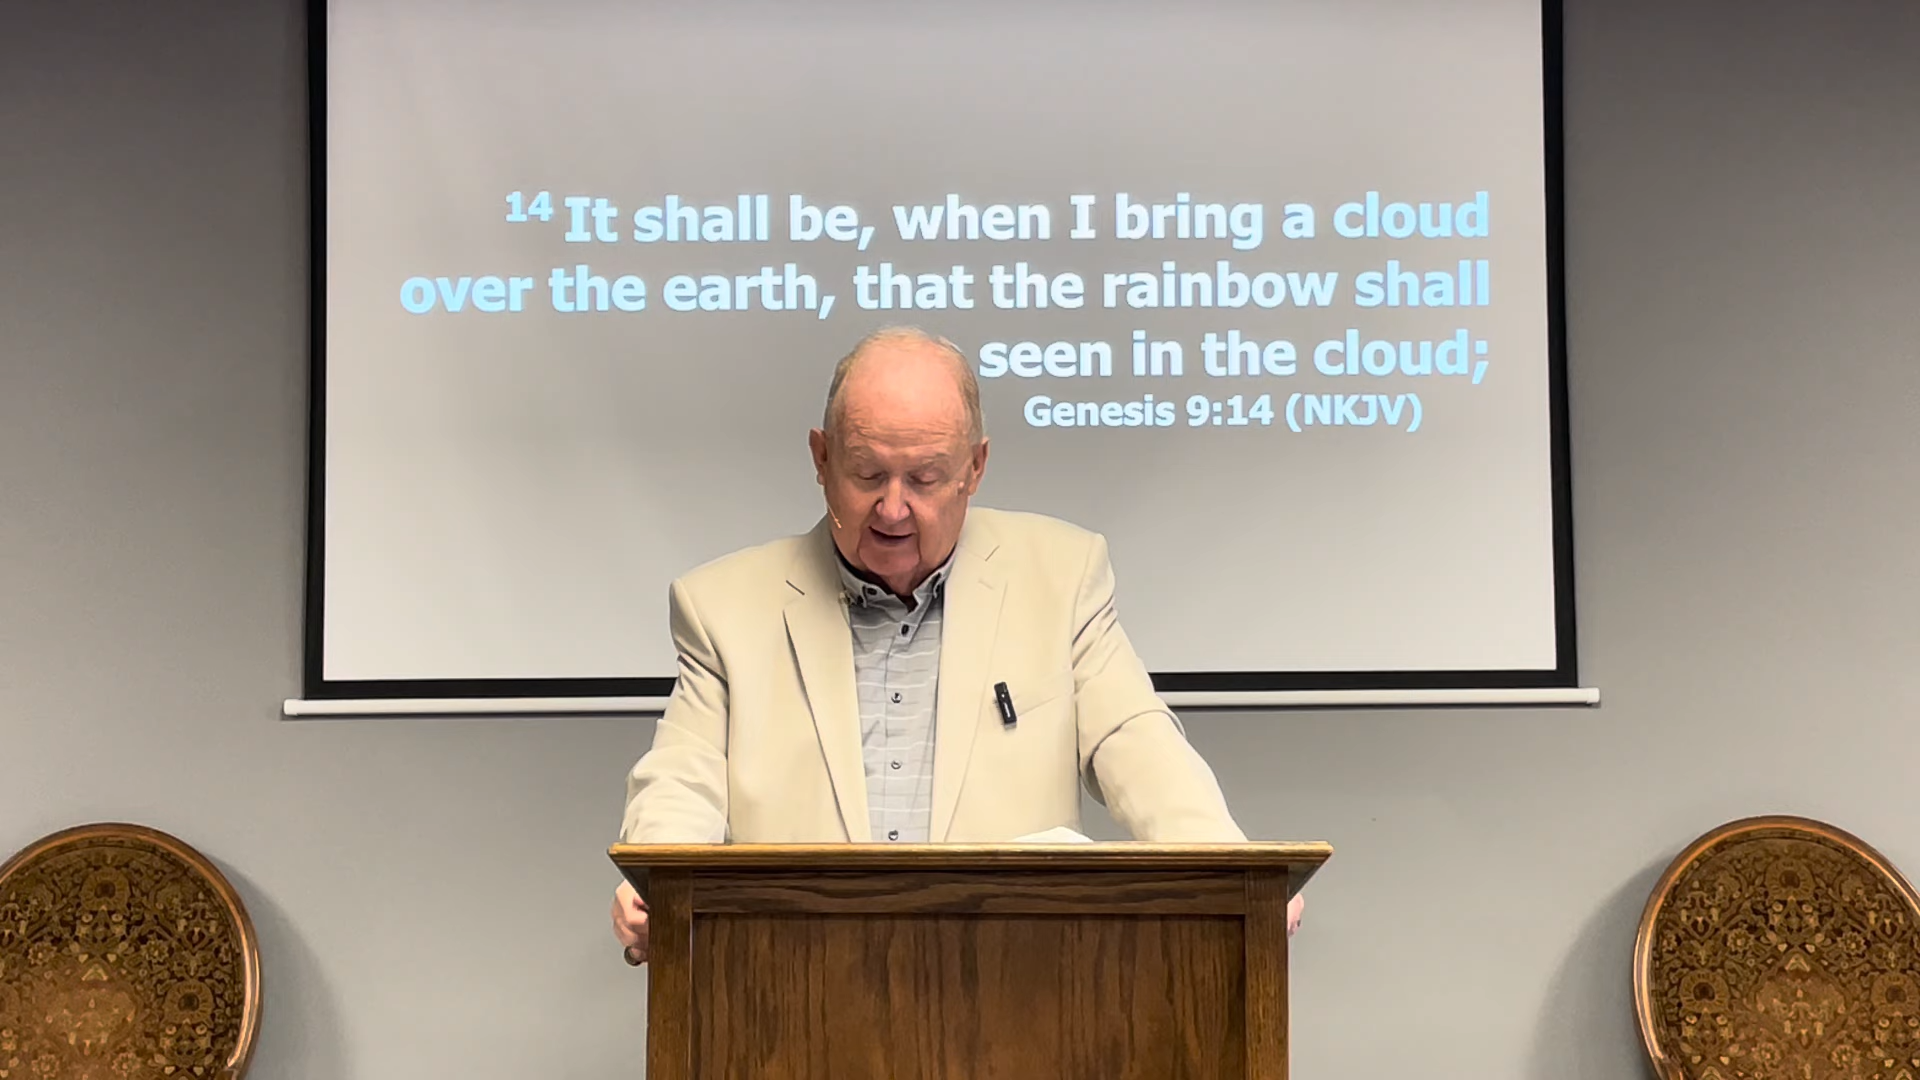 14 It shall be, when I bring a cloud
over the earth, that the rainbow shall
seen in the cloud;
Genesis 9:14 (NKJV)